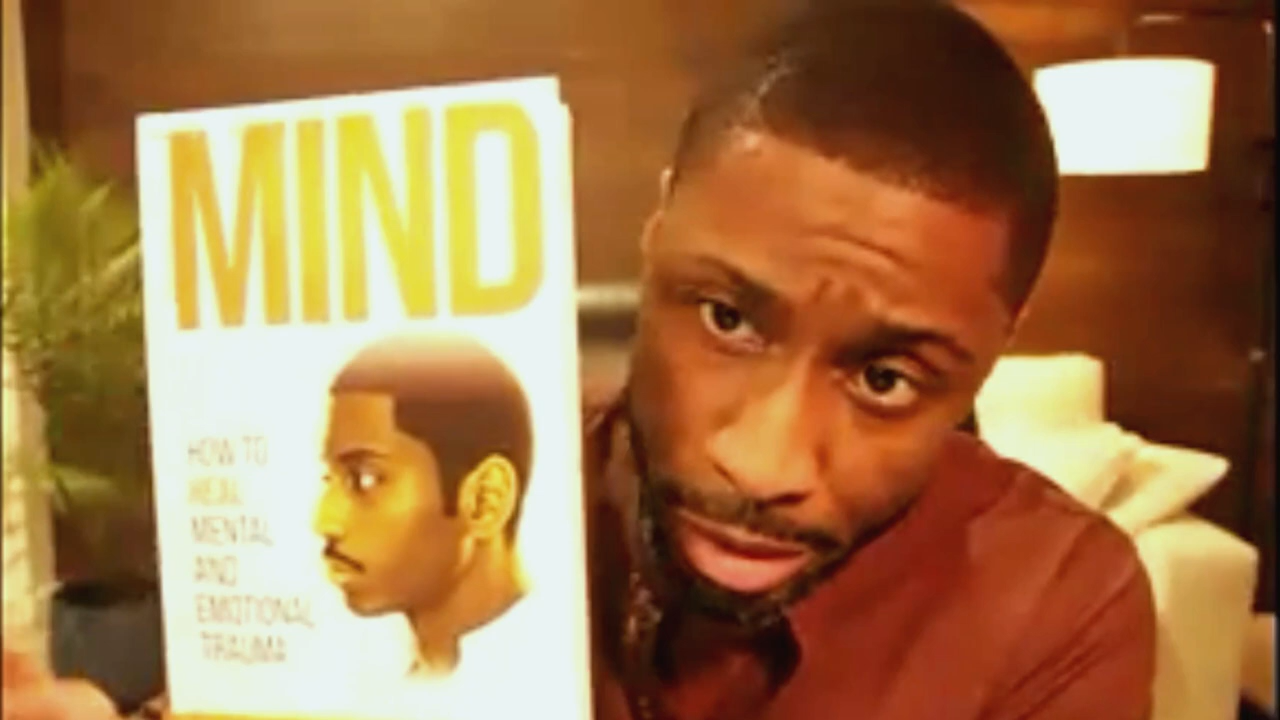 MIND
HOW TO
HEAL
MENTAL
AND
EMOTIONAL
TRAUMA